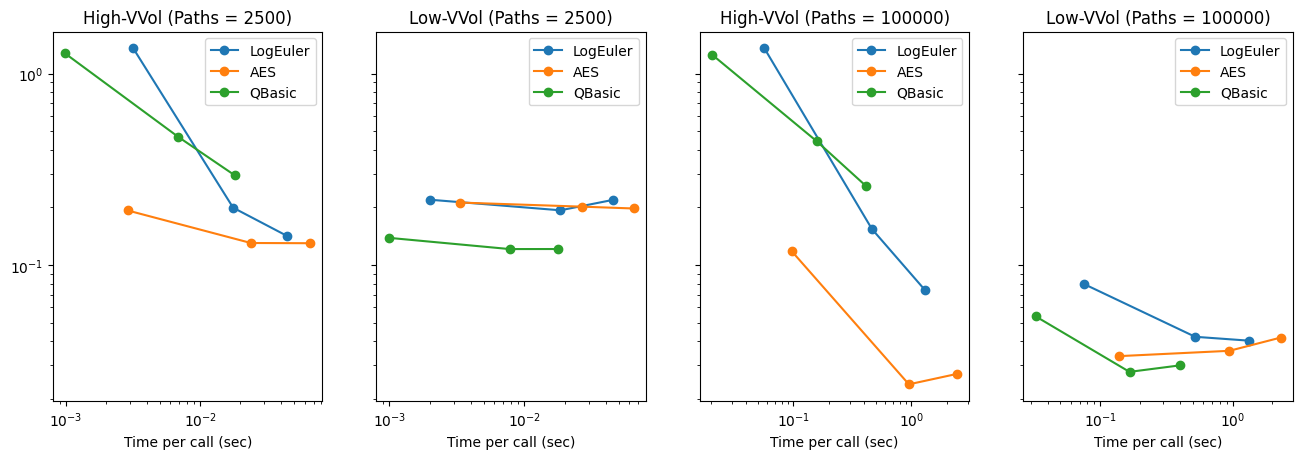 High-VVol (Paths = 2500)
LogEuler
AES
QBasic
10⁰
10⁻¹
10⁻³
10⁻²
Time per call (sec)
Low-VVol (Paths = 2500)
LogEuler
AES
QBasic
10⁻³
10⁻²
Time per call (sec)
High-VVol (Paths = 100000)
LogEuler
AES
QBasic
10⁻¹
10⁰
Time per call (sec)
Low-VVol (Paths = 100000)
LogEuler
AES
QBasic
10⁻¹
10⁰
Time per call (sec)